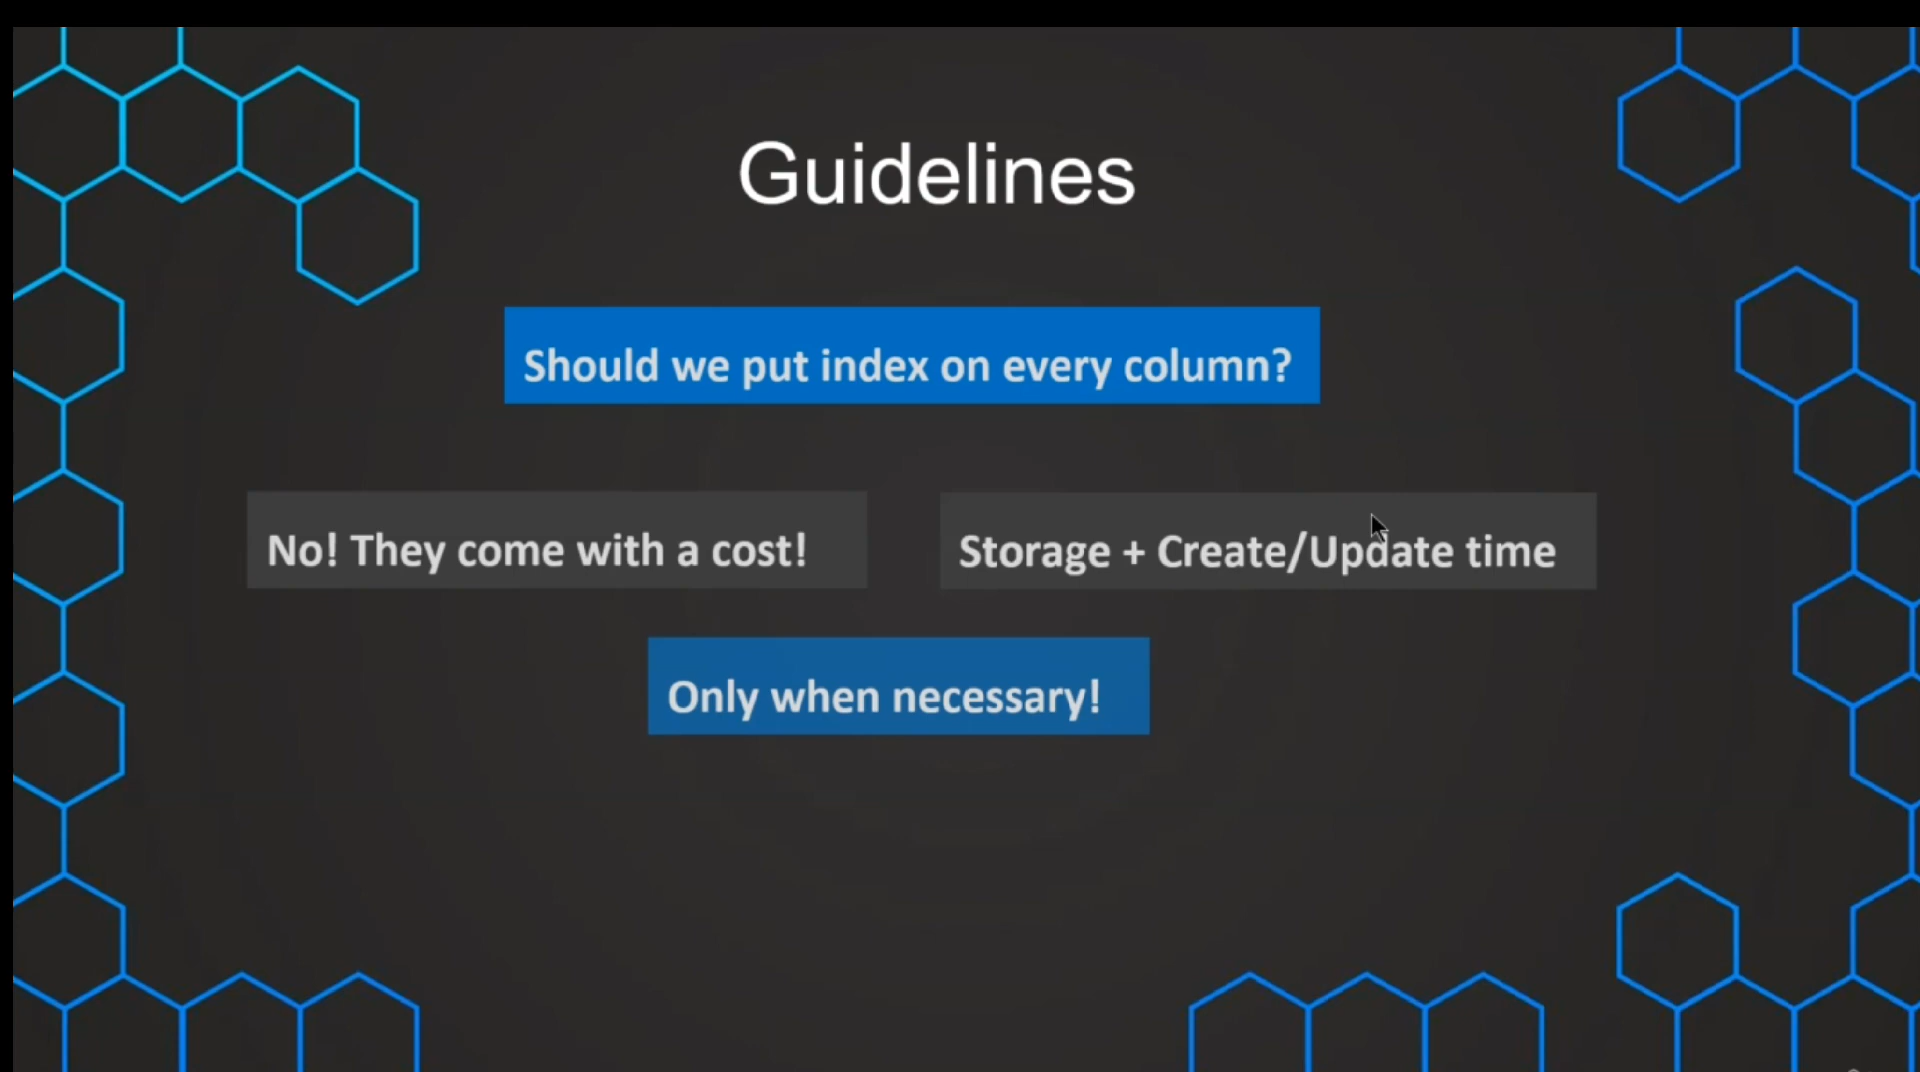 Guidelines
Should we put index on every column?
No! They come with a cost!
Storage + Create/Update time
Only when necessary!